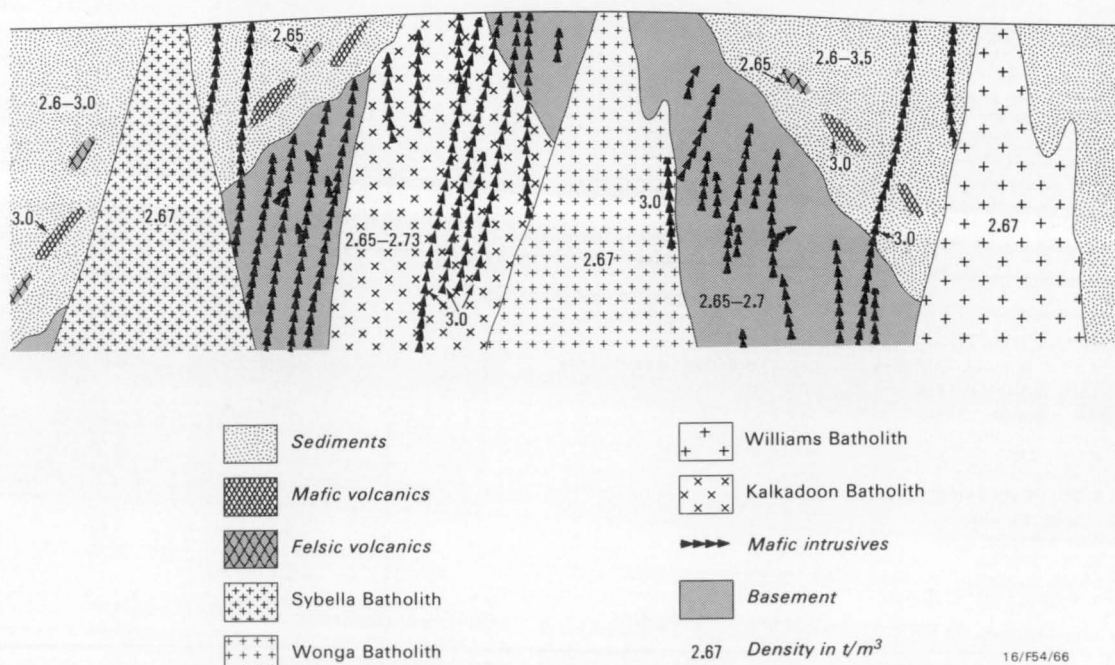 2.65
2.6–3.5
2.65
2.6–3.0
3.0
3.0
3.0
2.67
2.65–2.73
2.67
3.0
2.67
2.65–2.7
3.0
Sediments
Mafic volcanics
Felsic volcanics
Sybella Batholith
Wonga Batholith
Williams Batholith
Kalkadoon Batholith
Mafic intrusives
Basement
2.67 Density in t/m³
16/F54/66